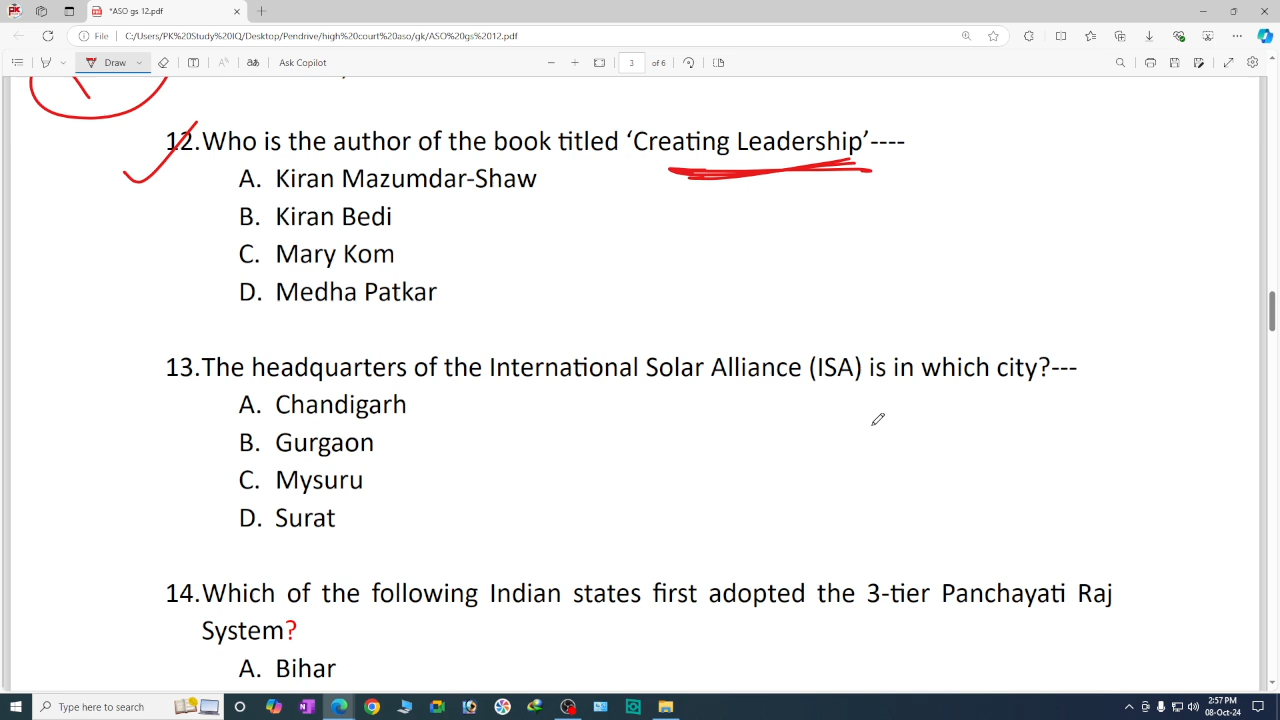 *ASO gs 12.pdf
File
C:/Users/PK%20Study%20IQ/Desktop/Pendrive/high%20court%20aso/gk/ASO%20gs%2012.pdf
Draw
Ask Copilot
3
of 6
12.Who is the author of the book titled ‘Creating Leadership’----
A. Kiran Mazumdar-Shaw
B. Kiran Bedi
C. Mary Kom
D. Medha Patkar
13.The headquarters of the International Solar Alliance (ISA) is in which city?---
A. Chandigarh
B. Gurgaon
C. Mysuru
D. Surat
14.Which of the following Indian states first adopted the 3-tier Panchayati Raj
System?
A. Bihar
Type here to search
2:57 PM
08-Oct-24